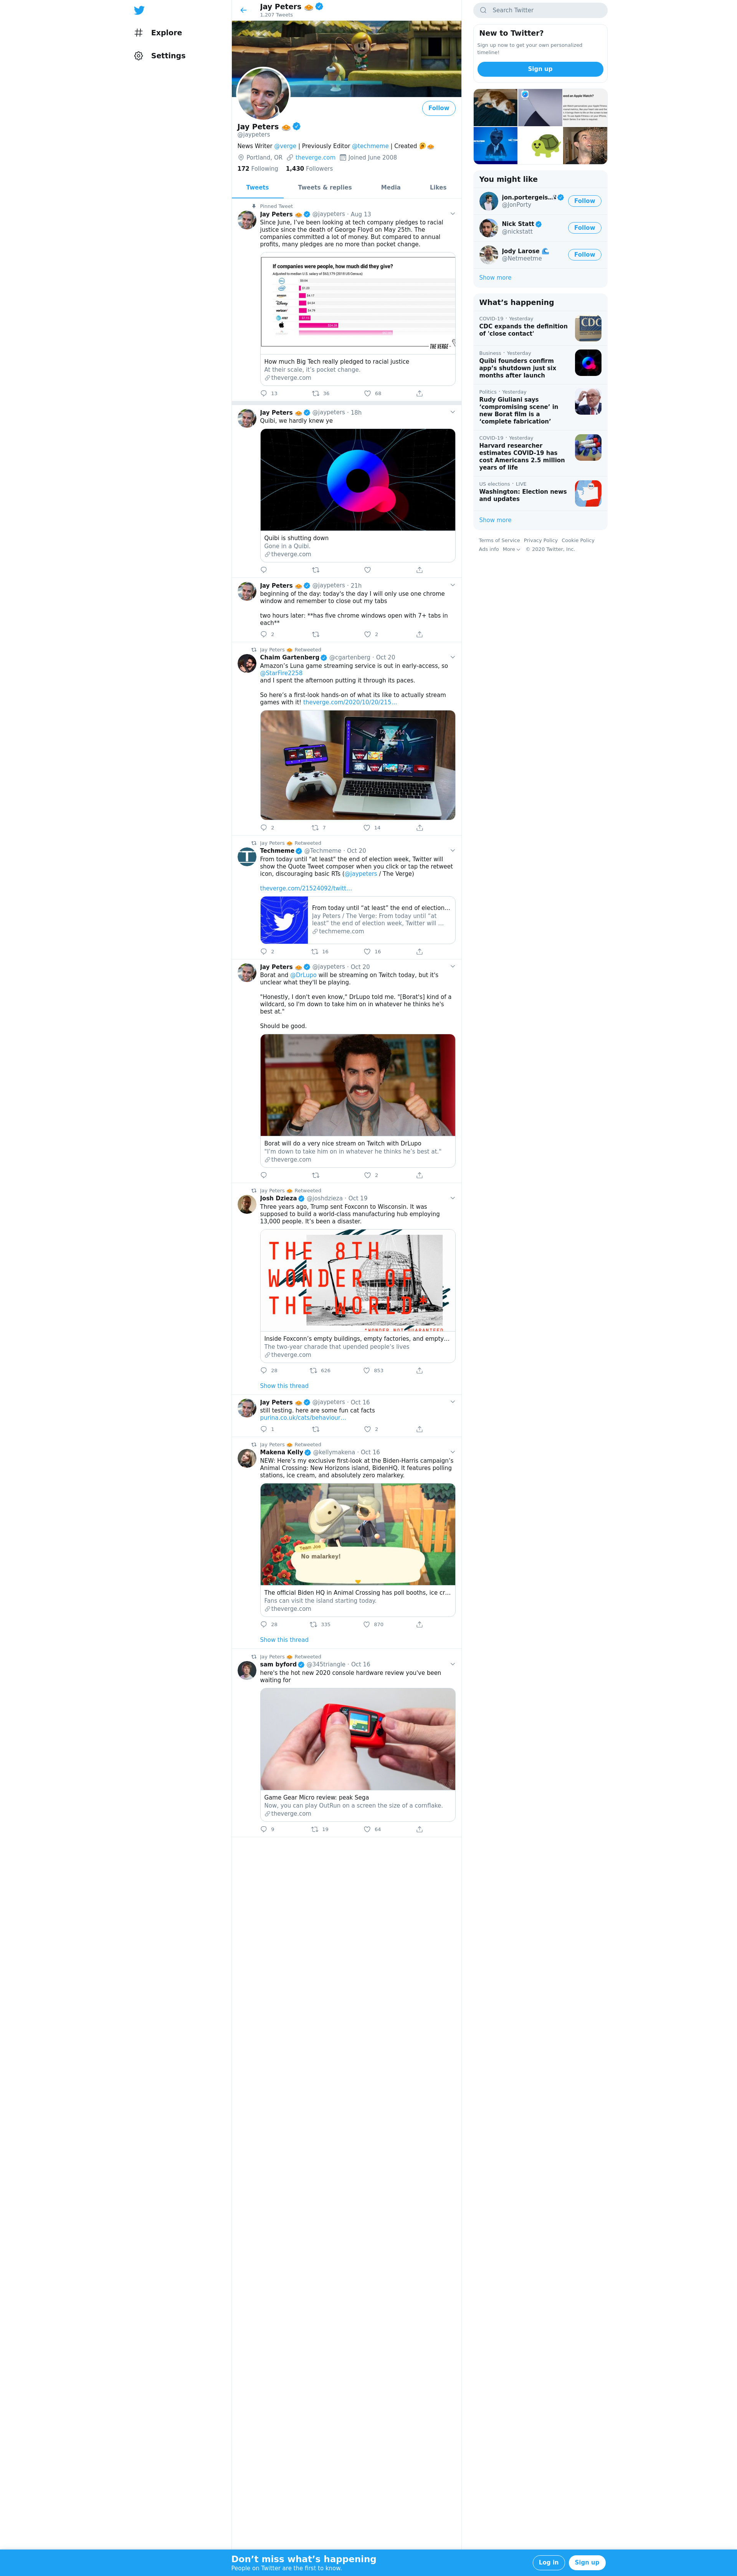 Explore
Settings
Jay Peters
1,207 Tweets
Follow
Jay Peters
@jaypeters
News Writer @verge | Previously Editor @techmeme | Created
Portland, OR theverge.com Joined June 2008
172 Following 1,430 Followers
Tweets Tweets & replies Media Likes
Pinned Tweet
Jay Peters @jaypeters · Aug 13
Since June, I've been looking at tech company pledges to racial
justice since the death of George Floyd on May 25th. The
companies committed a lot of money. But compared to annual
profits, many pledges are no more than pocket change.
If companies were people, how much did they give?
THE VERGE
How much Big Tech really pledged to racial justice
At their scale, it's pocket change.
theverge.com
13 36 68
Jay Peters @jaypeters · 18h
Quibi, we hardly knew ye
Quibi is shutting down
Gone in a Quibi.
theverge.com
Jay Peters @jaypeters · 21h
beginning of the day: today's the day I will only use one chrome
window and remember to close out my tabs
two hours later: **has five chrome windows open with 7+ tabs in
each**
2 2
Jay Peters Retweeted
Chaim Gartenberg @cgartenberg · Oct 20
Amazon's Luna game streaming service is out in early-access, so
@StarFire2258
and I spent the afternoon putting it through its paces.
So here's a first-look hands-on of what its like to actually stream
games with it! theverge.com/2020/10/20/215…
2 7 14
Jay Peters Retweeted
Techmeme @Techmeme · Oct 20
From today until "at least" the end of election week, Twitter will
show the Quote Tweet composer when you click or tap the retweet
icon, discouraging basic RTs (@jaypeters / The Verge)
theverge.com/21524092/twitt…
From today until "at least" the end of election…
Jay Peters / The Verge: From today until "at
least" the end of election week, Twitter will …
techmeme.com
2 16 16
Jay Peters @jaypeters · Oct 20
Borat and @DrLupo will be streaming on Twitch today, but it's
unclear what they'll be playing.
"Honestly, I don't even know," DrLupo told me. "[Borat's] kind of a
wildcard, so I'm down to take him on in whatever he thinks he's
best at."
Should be good.
Borat will do a very nice stream on Twitch with DrLupo
"I'm down to take him on in whatever he thinks he's best at."
theverge.com
2
Jay Peters Retweeted
Josh Dzieza @joshdzieza · Oct 19
Three years ago, Trump sent Foxconn to Wisconsin. It was
supposed to build a world-class manufacturing hub employing
13,000 people. It's been a disaster.
THE 8TH
WONDER OF
THE WORLD*
*WONDER NOT GUARANTEED
Inside Foxconn's empty buildings, empty factories, and empty…
The two-year charade that upended people's lives
theverge.com
28 626 853
Show this thread
Jay Peters @jaypeters · Oct 16
still testing. here are some fun cat facts
purina.co.uk/cats/behaviour…
1 2
Jay Peters Retweeted
Makena Kelly @kellymakena · Oct 16
NEW: Here's my exclusive first-look at the Biden-Harris campaign's
Animal Crossing: New Horizons island, BidenHQ. It features polling
stations, ice cream, and absolutely zero malarkey.
No malarkey!
The official Biden HQ in Animal Crossing has poll booths, ice cr…
Fans can visit the island starting today.
theverge.com
28 335 870
Show this thread
Jay Peters Retweeted
sam byford @345triangle · Oct 16
here's the hot new 2020 console hardware review you've been
waiting for
Game Gear Micro review: peak Sega
Now, you can play OutRun on a screen the size of a cornflake.
theverge.com
9 19 64
Search Twitter
New to Twitter?
Sign up now to get your own personalized
timeline!
Sign up
You might like
jon.portergeis…
@JonPorty
Follow
Nick Statt
@nickstatt
Follow
Jody Larose
@Netmeetme
Follow
Show more
What's happening
COVID-19 · Yesterday
CDC expands the definition
of 'close contact'
CDC
Business · Yesterday
Quibi founders confirm
app's shutdown just six
months after launch
Politics · Yesterday
Rudy Giuliani says
'compromising scene' in
new Borat film is a
'complete fabrication'
COVID-19 · Yesterday
Harvard researcher
estimates COVID-19 has
cost Americans 2.5 million
years of life
US elections · LIVE
Washington: Election news
and updates
Show more
Terms of Service Privacy Policy Cookie Policy
Ads info More © 2020 Twitter, Inc.
Don't miss what's happening
People on Twitter are the first to know.
Log in
Sign up